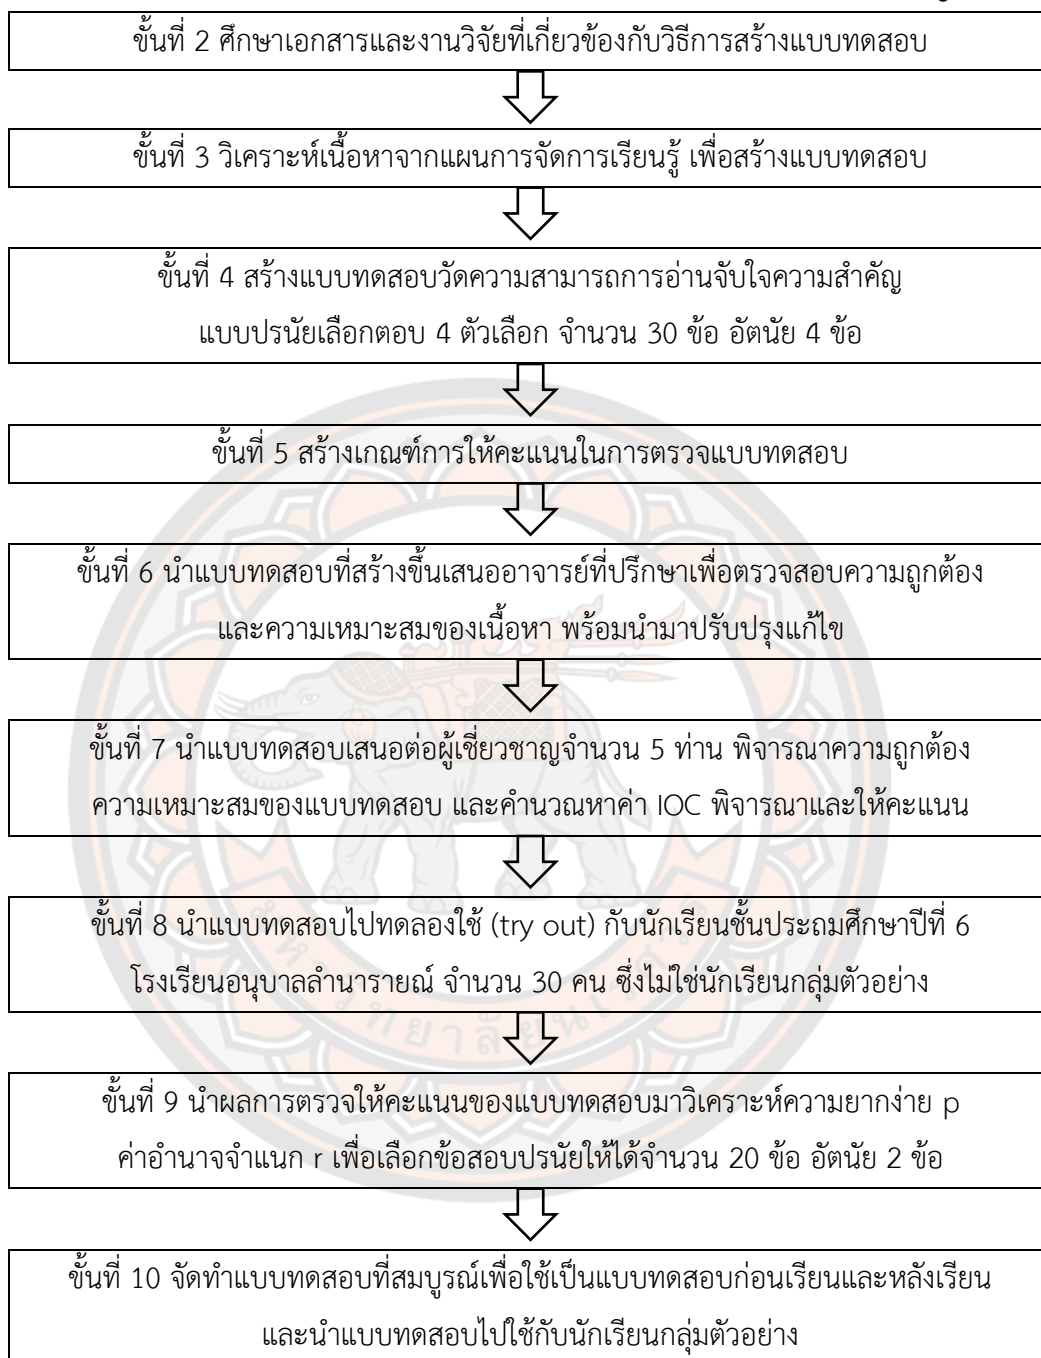 ขั้นที่ 2 ศึกษาเอกสารและงานวิจัยที่เกี่ยวข้องกับวิธีการสร้างแบบทดสอบ
ขั้นที่ 3 วิเคราะห์เนื้อหาจากแผนการจัดการเรียนรู้ เพื่อสร้างแบบทดสอบ
ขั้นที่ 4 สร้างแบบทดสอบวัดความสามารถการอ่านจับใจความสำคัญ
แบบปรนัยเลือกตอบ 4 ตัวเลือก จำนวน 30 ข้อ อัตนัย 4 ข้อ
ขั้นที่ 5 สร้างเกณฑ์การให้คะแนนในการตรวจแบบทดสอบ
ขั้นที่ 6 นำแบบทดสอบที่สร้างขึ้นเสนออาจารย์ที่ปรึกษาเพื่อตรวจสอบความถูกต้อง
และความเหมาะสมของเนื้อหา พร้อมนำมาปรับปรุงแก้ไข
ขั้นที่ 7 นำแบบทดสอบเสนอต่อผู้เชี่ยวชาญจำนวน 5 ท่าน พิจารณาความถูกต้อง
ความเหมาะสมของแบบทดสอบ และคำนวณหาค่า IOC พิจารณาและให้คะแนน
ขั้นที่ 8 นำแบบทดสอบไปทดลองใช้ (try out) กับนักเรียนชั้นประถมศึกษาปีที่ 6
โรงเรียนอนุบาลลำนารายณ์ จำนวน 30 คน ซึ่งไม่ใช่นักเรียนกลุ่มตัวอย่าง
ขั้นที่ 9 นำผลการตรวจให้คะแนนของแบบทดสอบมาวิเคราะห์ความยากง่าย p
ค่าอำนาจจำแนก r เพื่อเลือกข้อสอบปรนัยให้ได้จำนวน 20 ข้อ อัตนัย 2 ข้อ
ขั้นที่ 10 จัดทำแบบทดสอบที่สมบูรณ์เพื่อใช้เป็นแบบทดสอบก่อนเรียนและหลังเรียน
และนำแบบทดสอบไปใช้กับนักเรียนกลุ่มตัวอย่าง